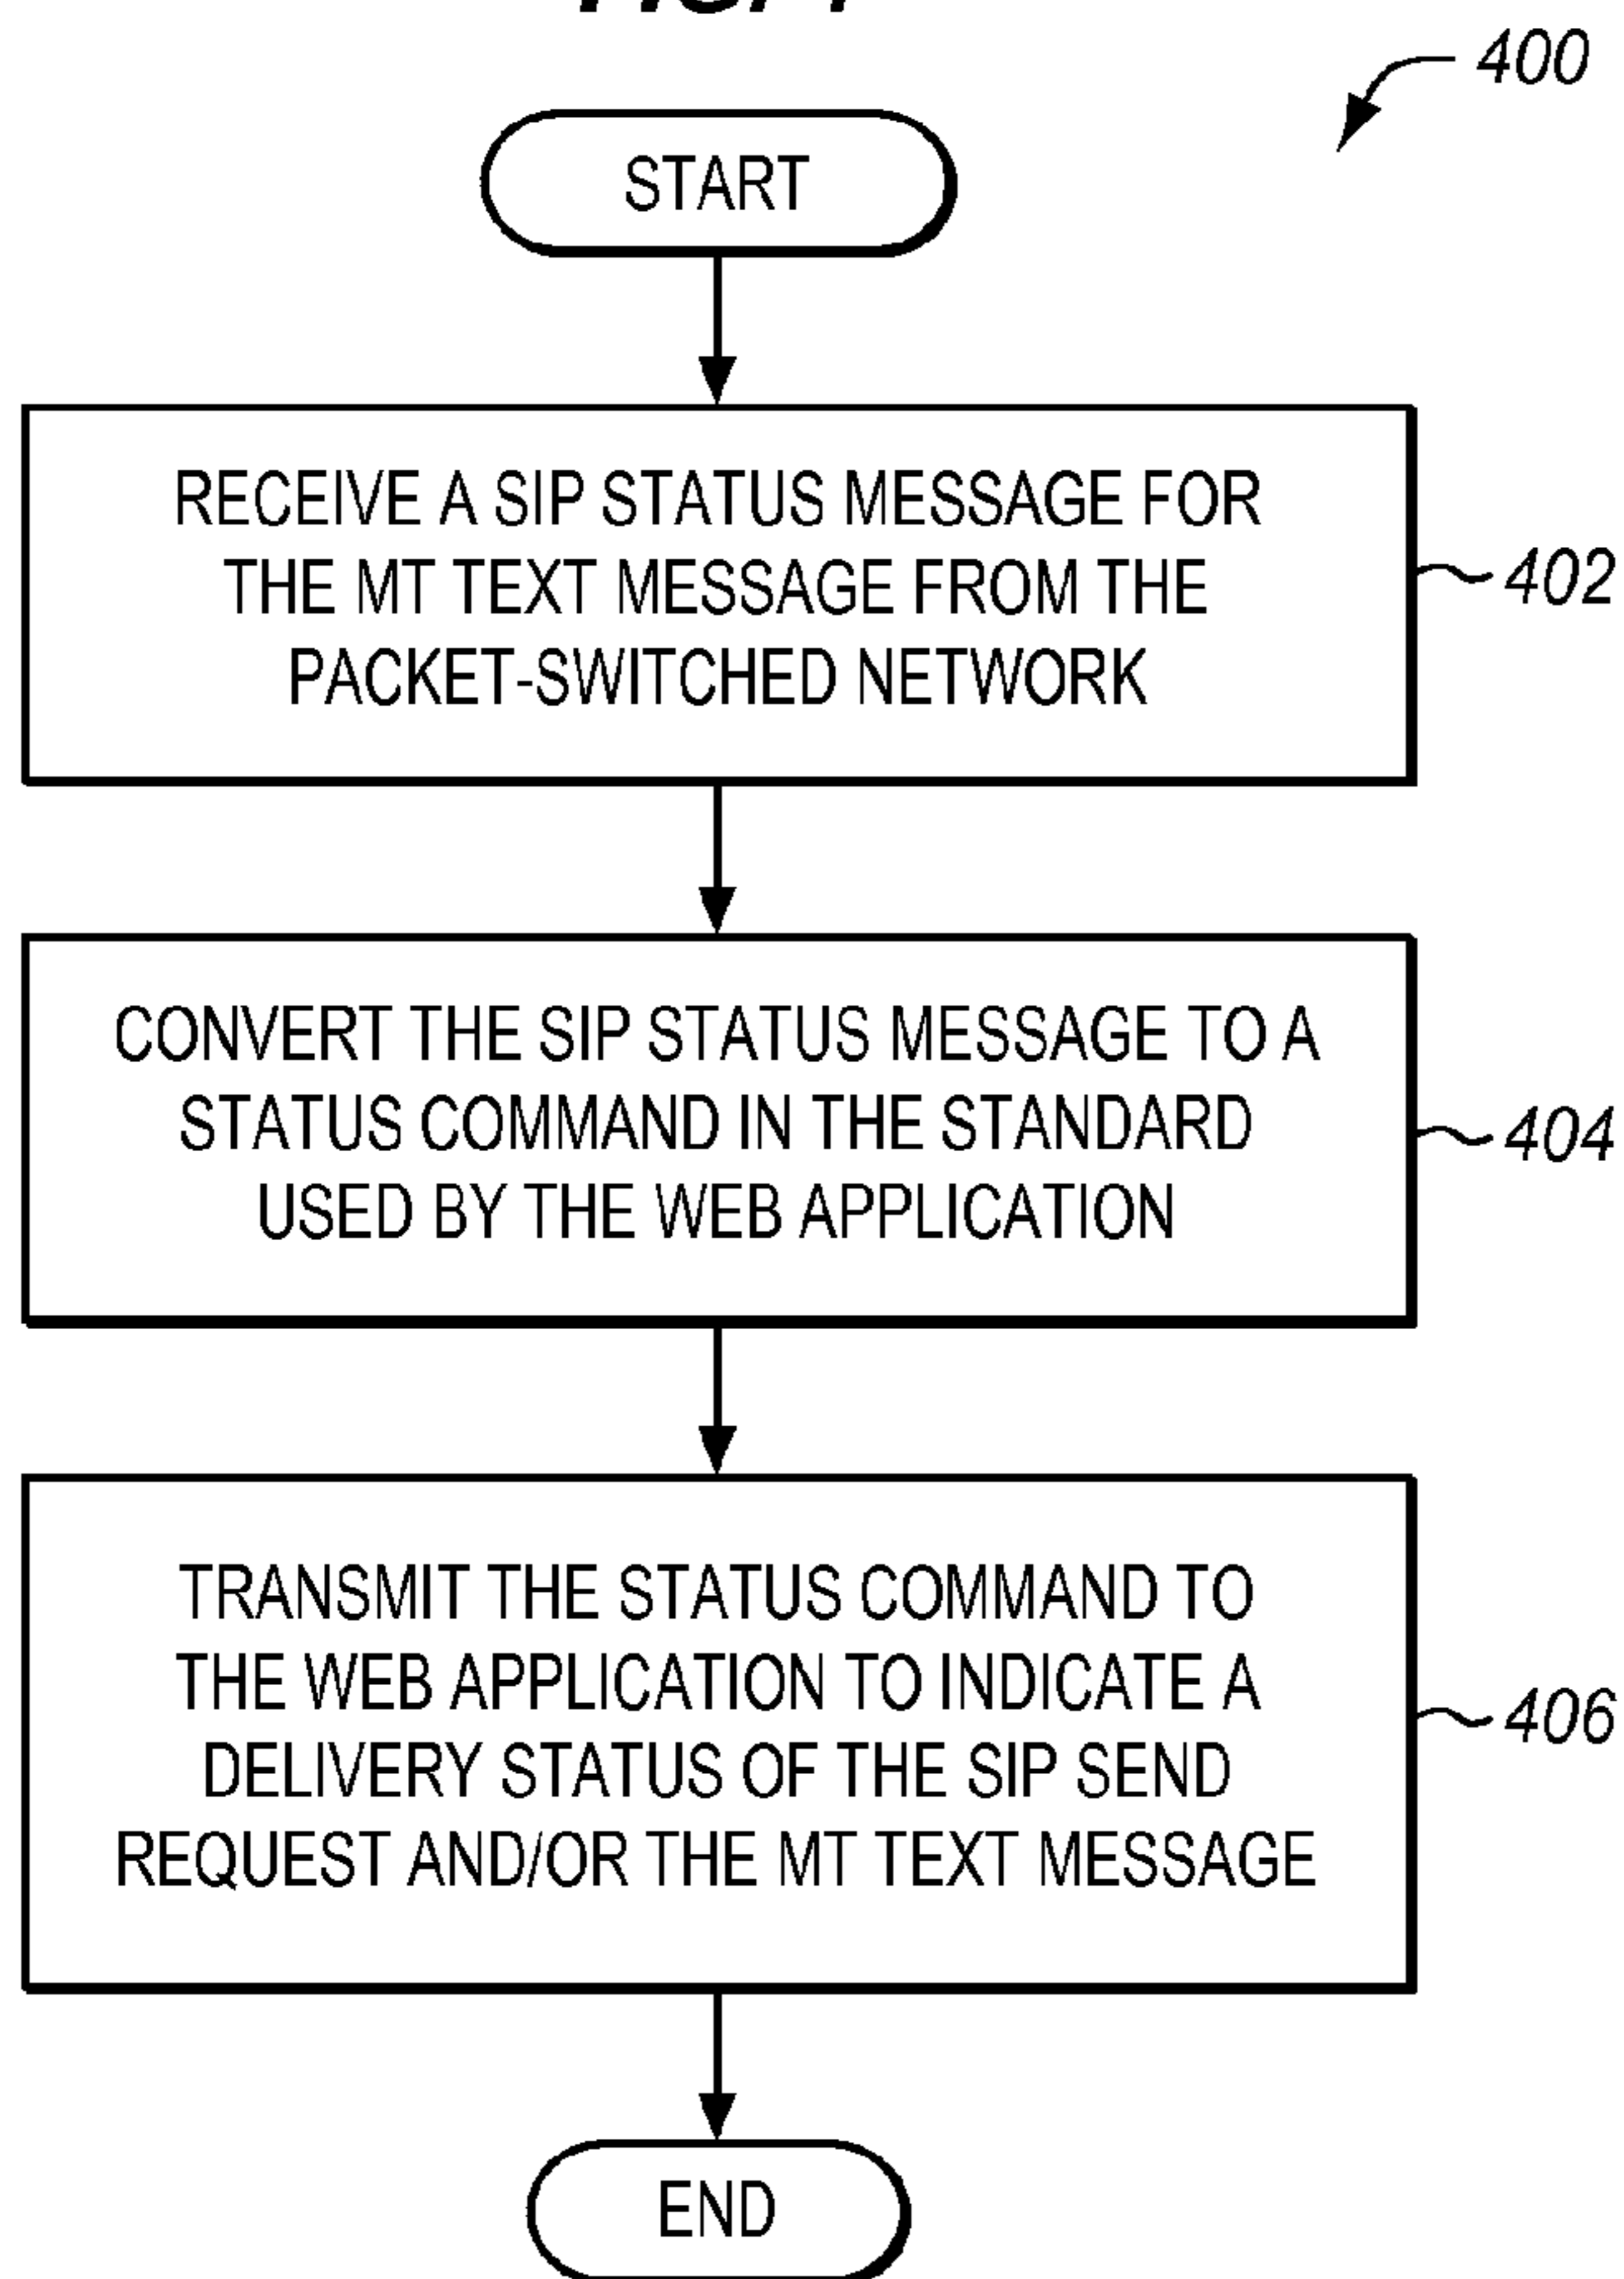 400
START
RECEIVE A SIP STATUS MESSAGE FOR
THE MT TEXT MESSAGE FROM THE
PACKET-SWITCHED NETWORK
402
CONVERT THE SIP STATUS MESSAGE TO A
STATUS COMMAND IN THE STANDARD
USED BY THE WEB APPLICATION
404
TRANSMIT THE STATUS COMMAND TO
THE WEB APPLICATION TO INDICATE A
DELIVERY STATUS OF THE SIP SEND
REQUEST AND/OR THE MT TEXT MESSAGE
406
END